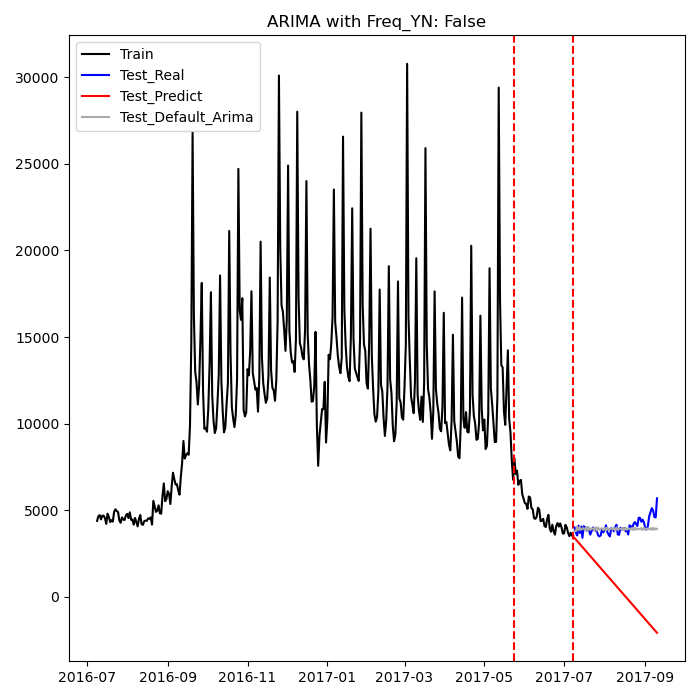 ARIMA with Freq_YN: False
Train
Test_Real
Test_Predict
Test_Default_Arima
30000
25000
20000
15000
10000
5000
0
2016-07 2016-09 2016-11 2017-01 2017-03 2017-05 2017-07 2017-09